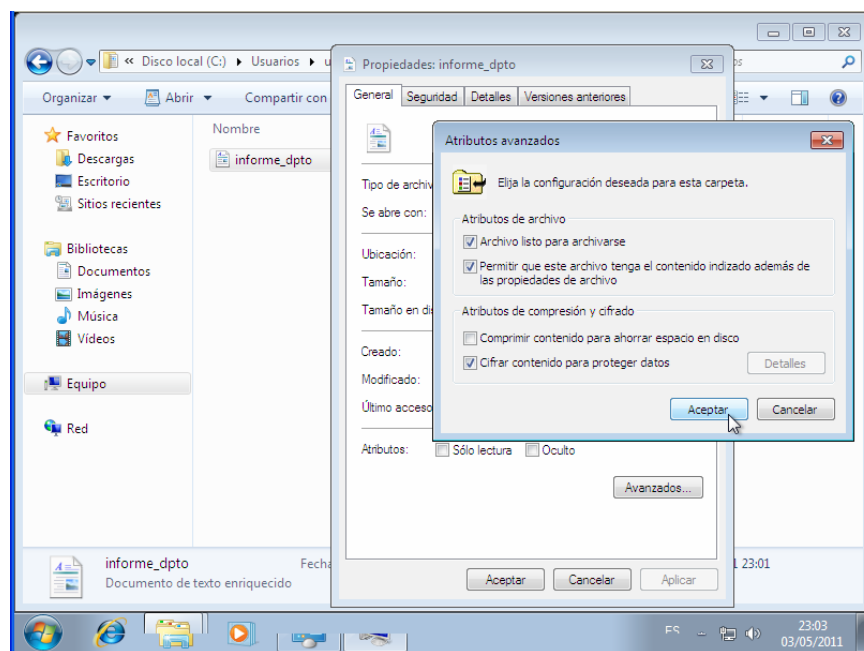 « Disco local (C:) ▸ Usuarios ▸ u
Organizar
Abrir
Compartir con
Favoritos
Descargas
Escritorio
Sitios recientes
Bibliotecas
Documentos
Imágenes
Música
Vídeos
Equipo
Red
Nombre
informe_dpto
Propiedades: informe_dpto
General
Seguridad
Detalles
Versiones anteriores
Tipo de archiv
Se abre con:
Ubicación:
Tamaño:
Tamaño en di
Creado:
Modificado:
Último acceso
Atributos:
Sólo lectura
Oculto
Avanzados...
Aceptar
Cancelar
Aplicar
Atributos avanzados
Elija la configuración deseada para esta carpeta.
Atributos de archivo
Archivo listo para archivarse
Permitir que este archivo tenga el contenido indizado además de
las propiedades de archivo
Atributos de compresión y cifrado
Comprimir contenido para ahorrar espacio en disco
Cifrar contenido para proteger datos
Detalles
Aceptar
Cancelar
informe_dpto
Fecha
1 23:01
Documento de texto enriquecido
ES
23:03
03/05/2011